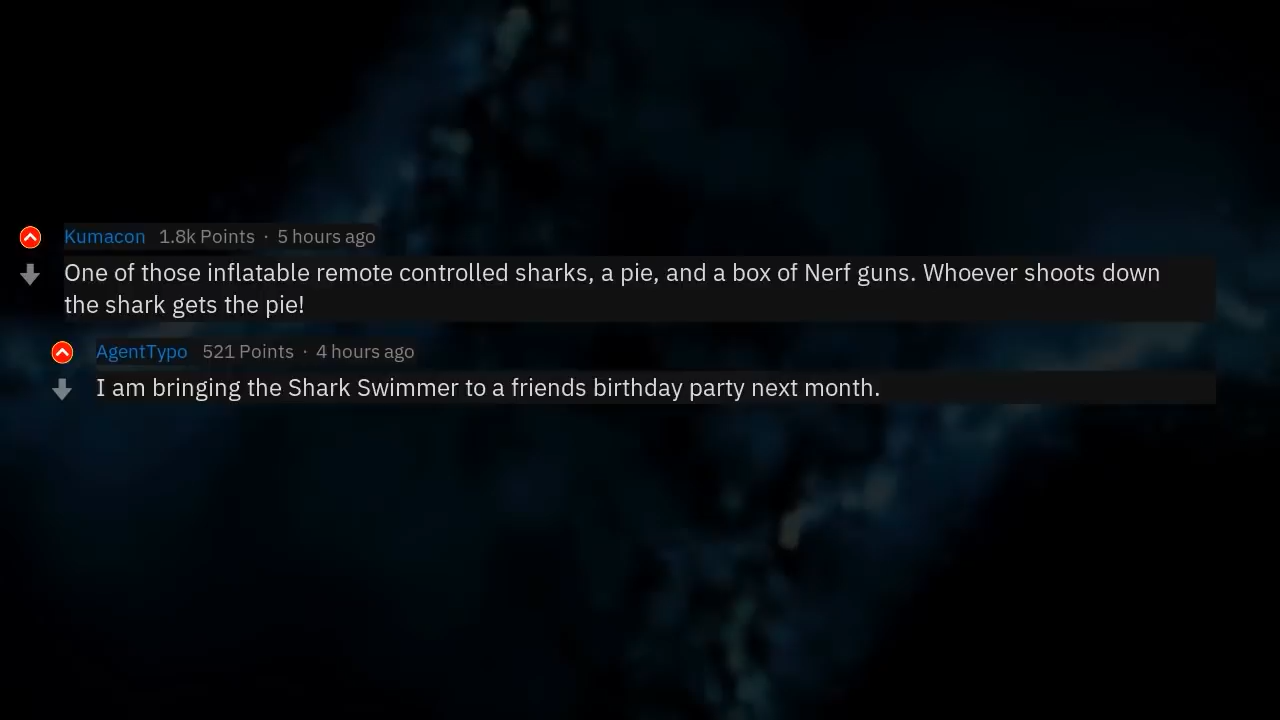 Kumacon 1.8k Points · 5 hours ago
One of those inflatable remote controlled sharks, a pie, and a box of Nerf guns. Whoever shoots down
the shark gets the pie!
AgentTypo 521 Points · 4 hours ago
I am bringing the Shark Swimmer to a friends birthday party next month.